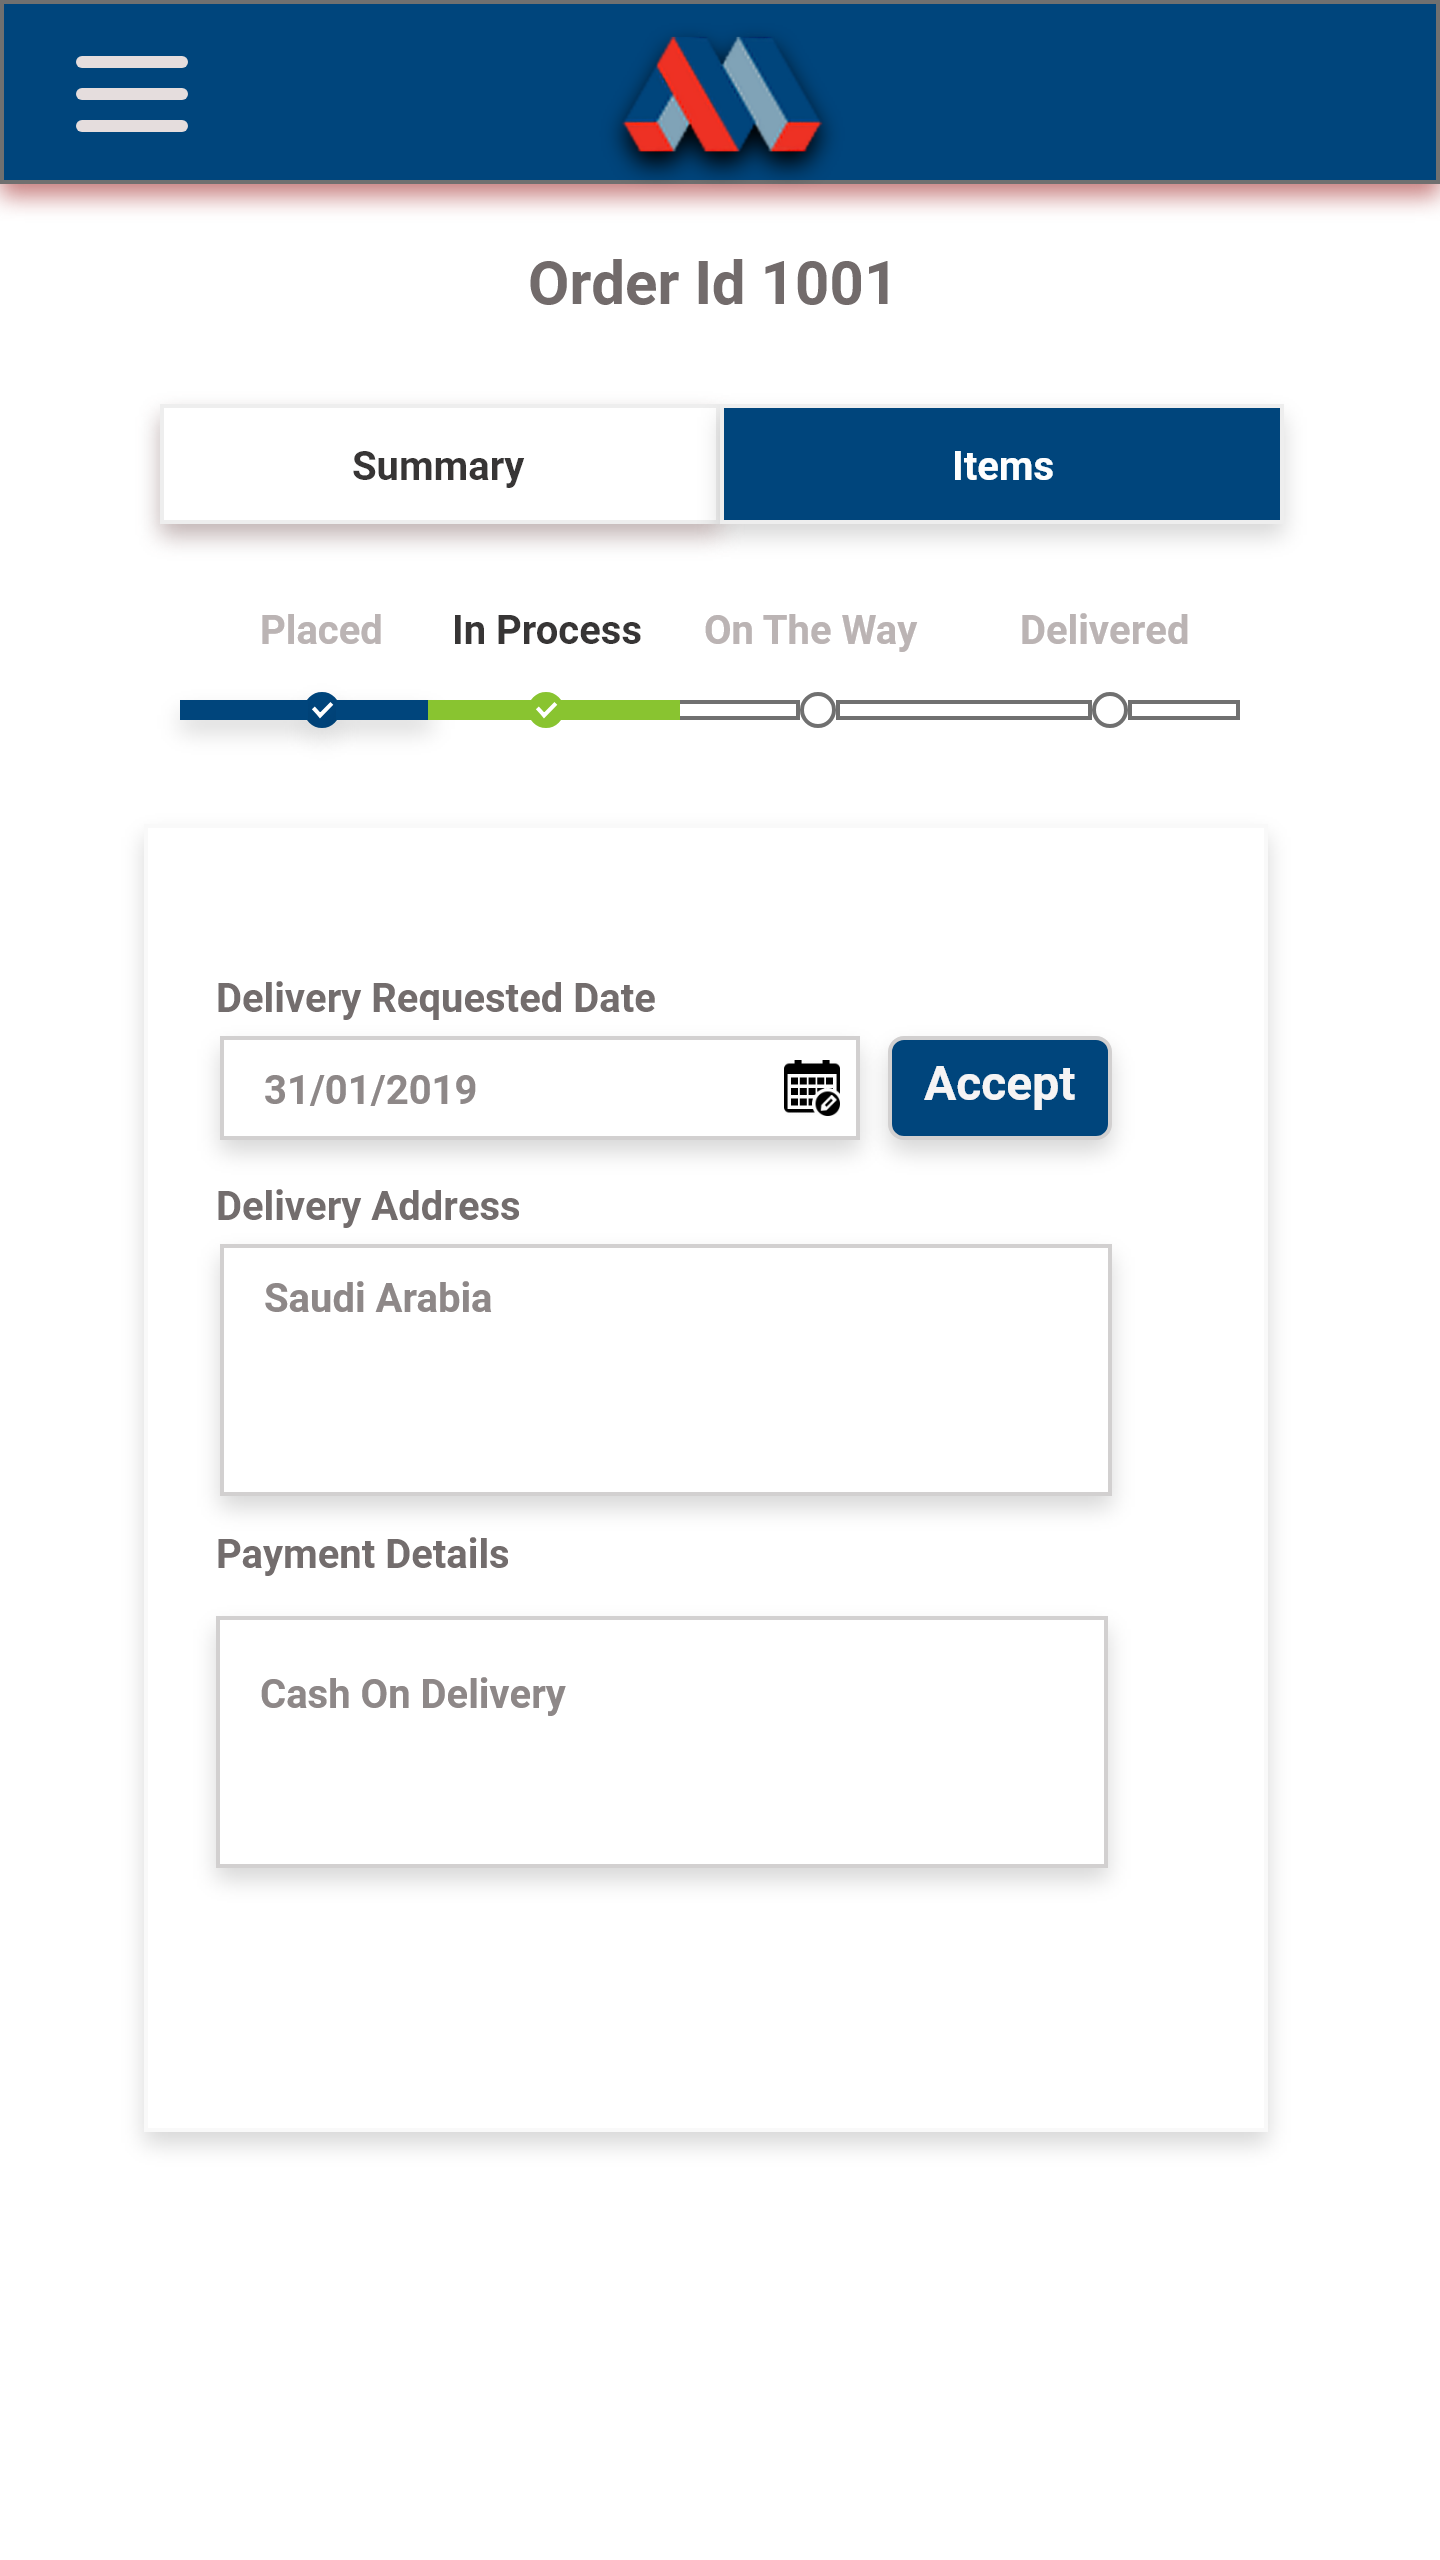 Order Id 1001
Summary
Items
Placed
In Process
On The Way
Delivered
Delivery Requested Date
31/01/2019
Accept
Delivery Address
Saudi Arabia
Payment Details
Cash On Delivery